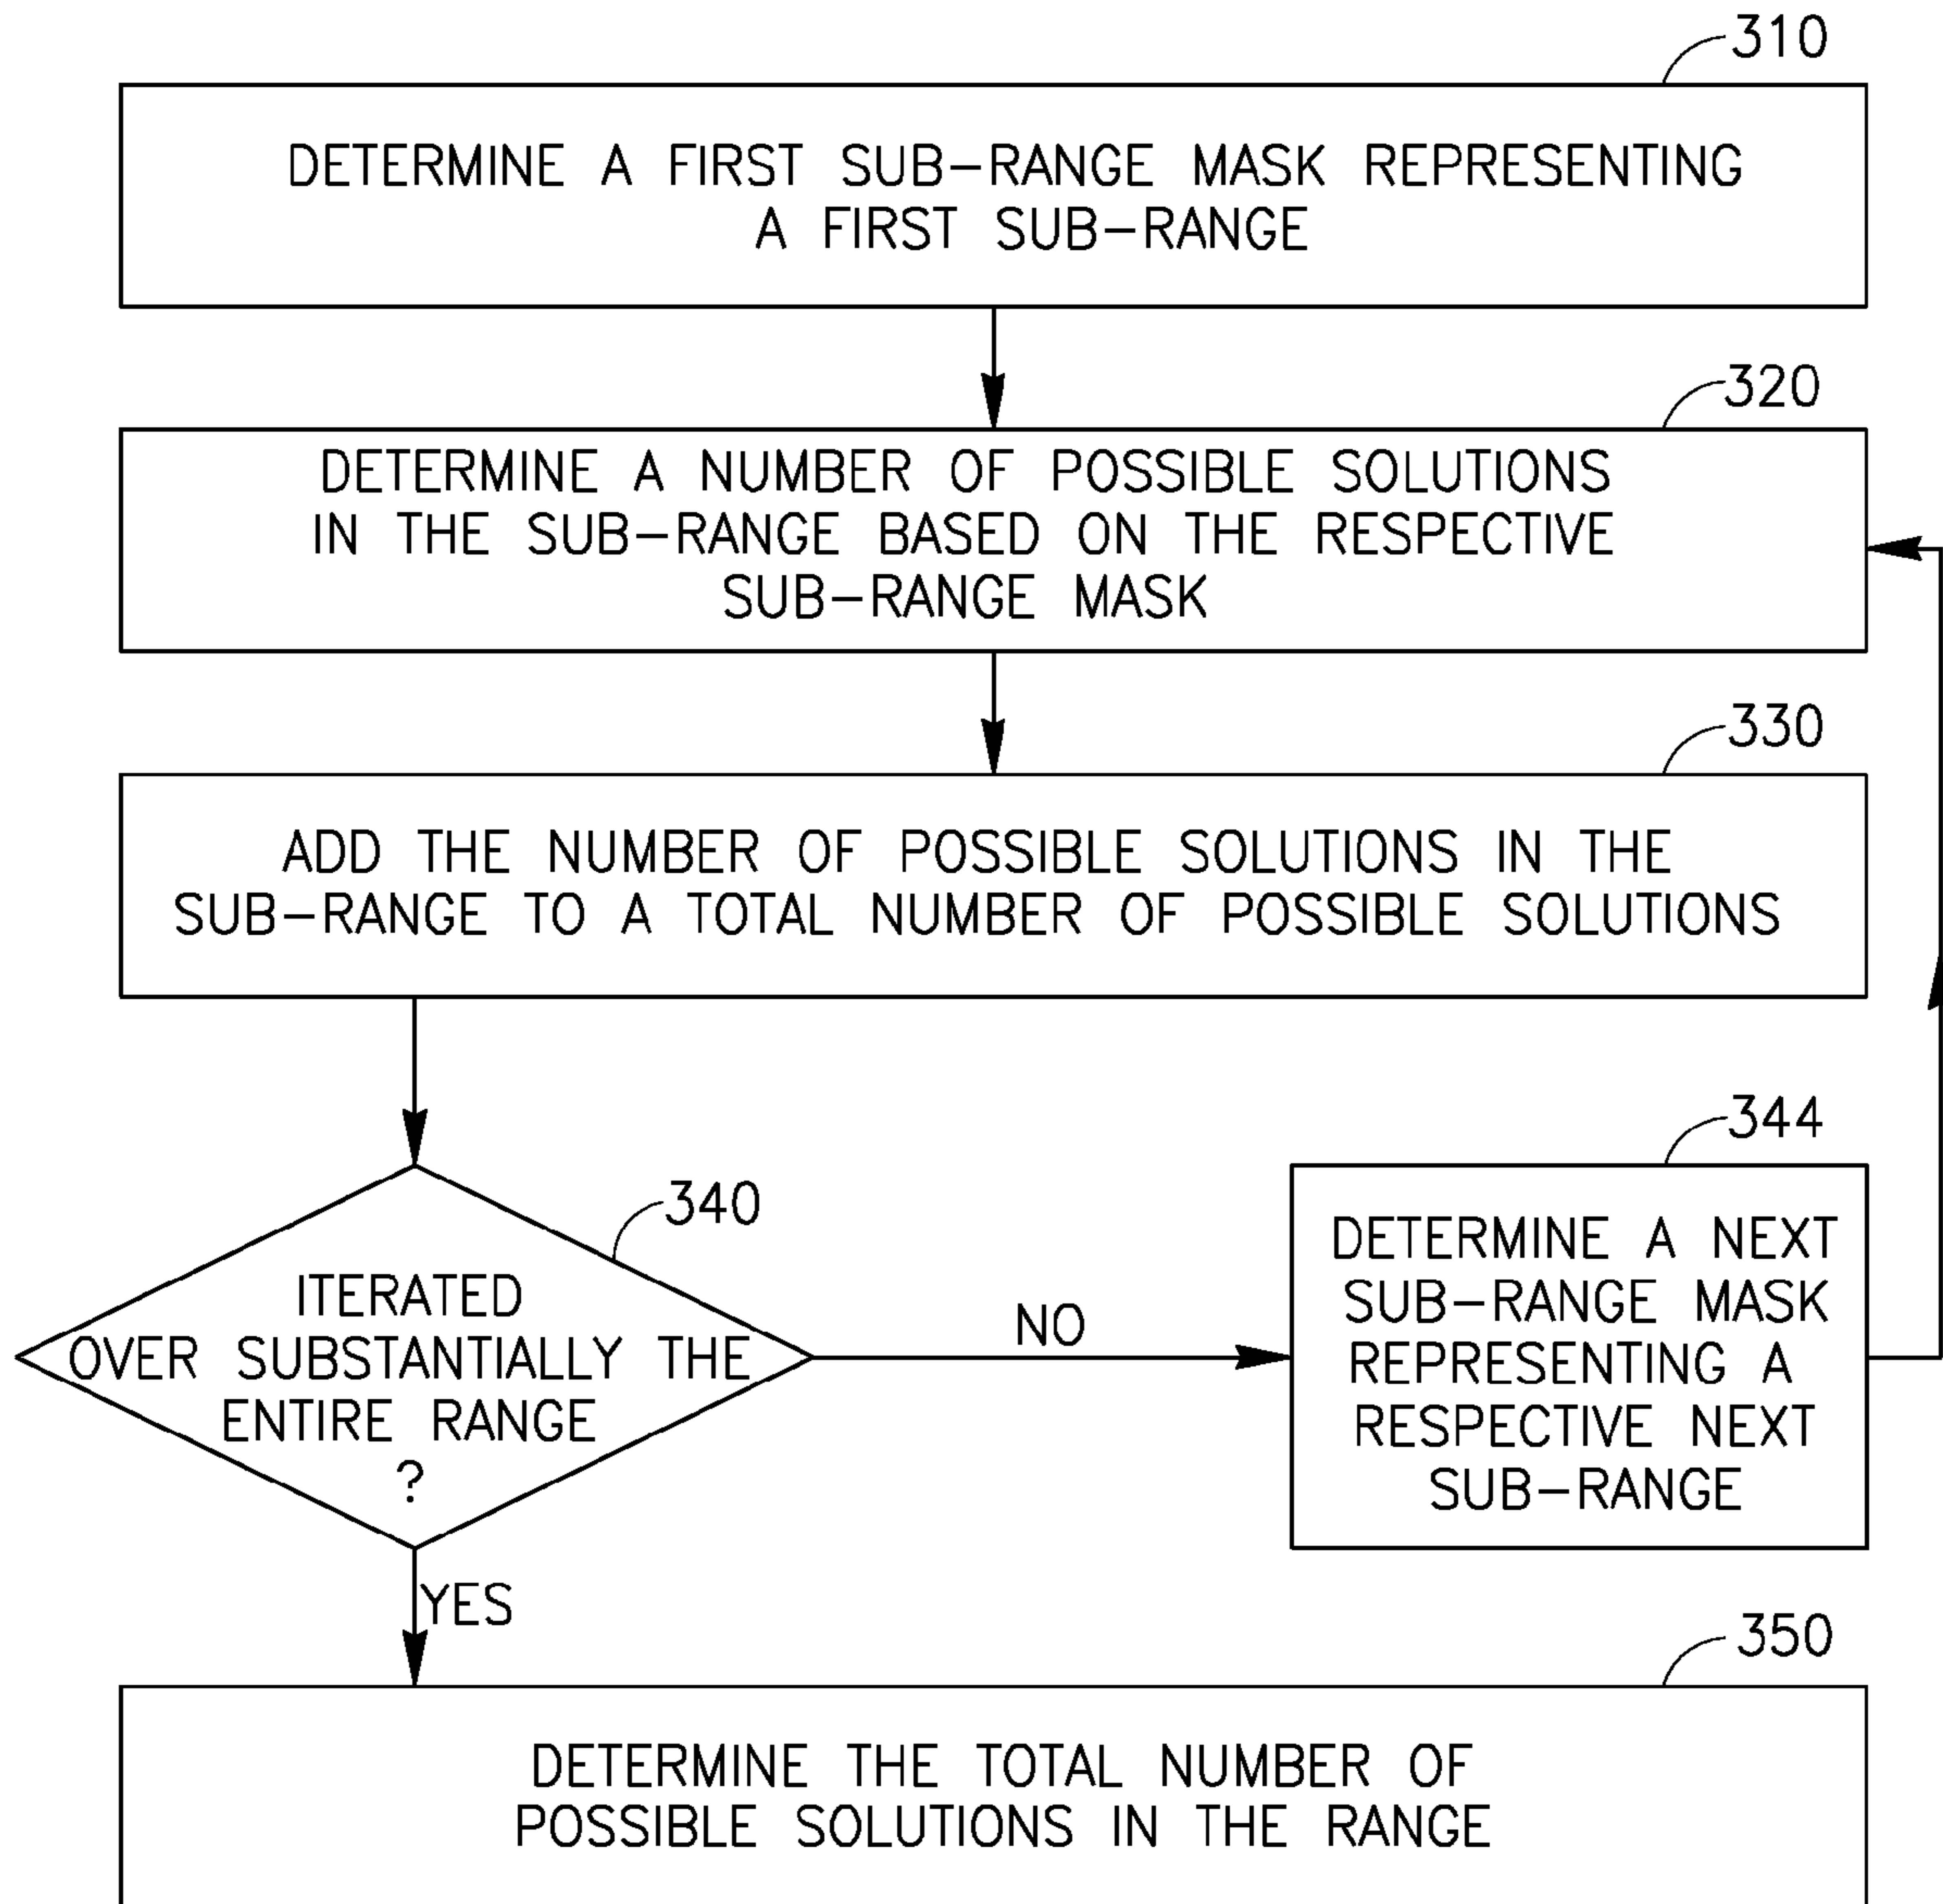 310
DETERMINE A FIRST SUB-RANGE MASK REPRESENTING
A FIRST SUB-RANGE
320
DETERMINE A NUMBER OF POSSIBLE SOLUTIONS
IN THE SUB-RANGE BASED ON THE RESPECTIVE
SUB-RANGE MASK
330
ADD THE NUMBER OF POSSIBLE SOLUTIONS IN THE
SUB-RANGE TO A TOTAL NUMBER OF POSSIBLE SOLUTIONS
340
ITERATED
OVER SUBSTANTIALLY THE
ENTIRE RANGE
?
NO
344
DETERMINE A NEXT
SUB-RANGE MASK
REPRESENTING A
RESPECTIVE NEXT
SUB-RANGE
YES
350
DETERMINE THE TOTAL NUMBER OF
POSSIBLE SOLUTIONS IN THE RANGE